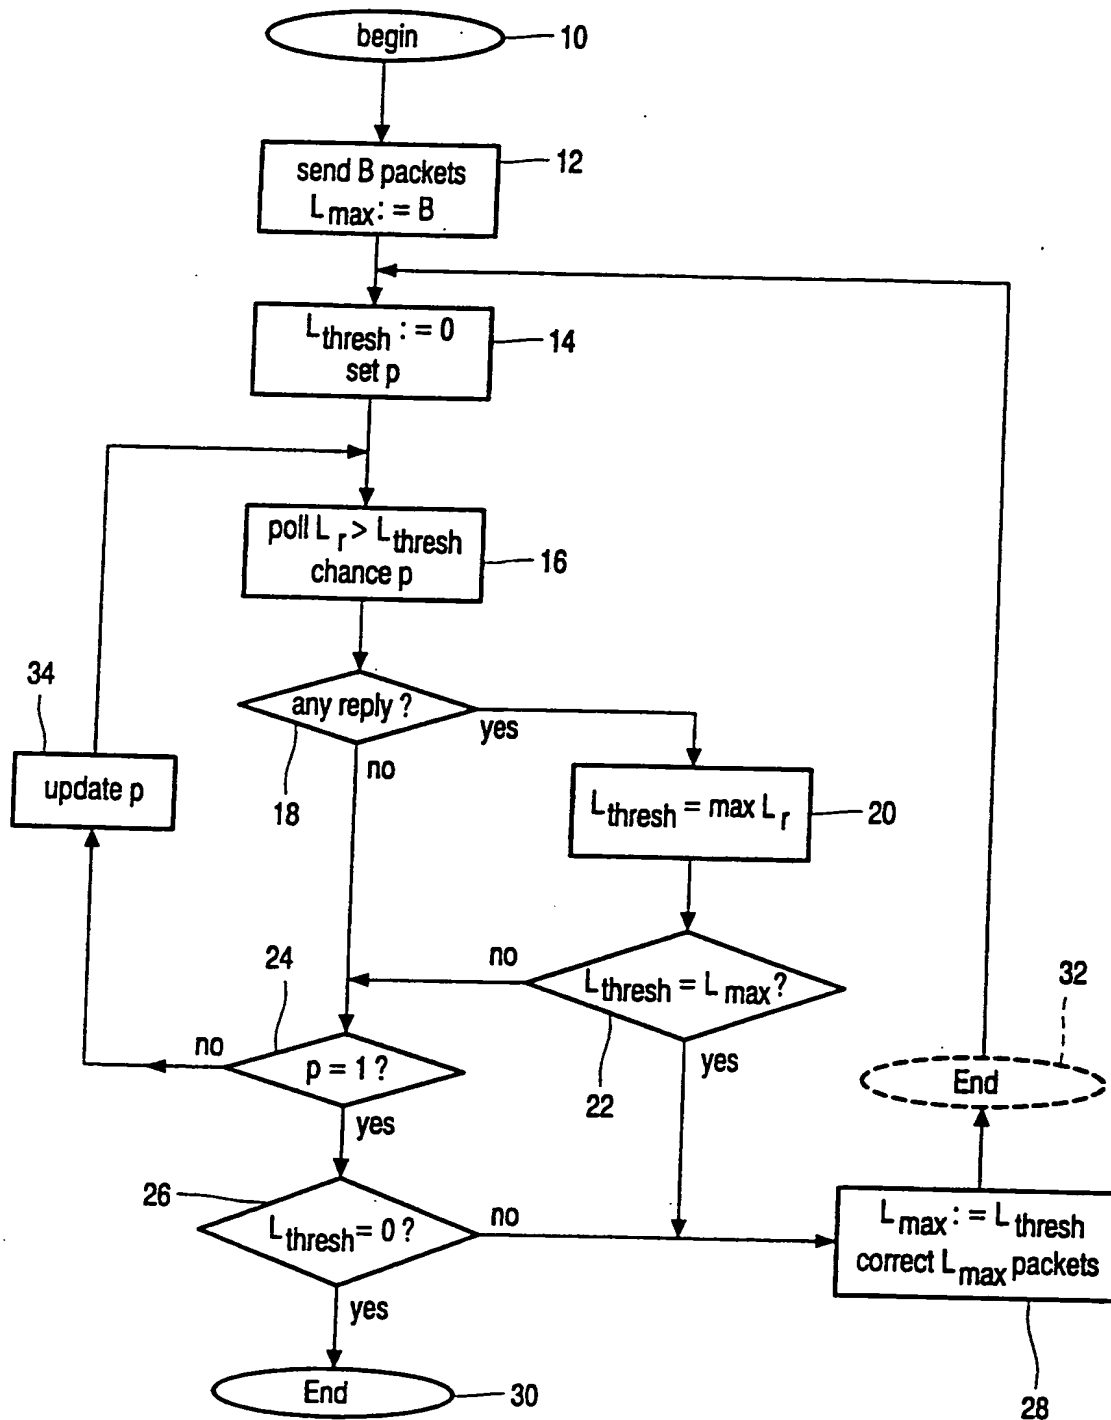 begin
10
send B packets
L max : = B
12
L thresh : = 0
set p
14
poll L r > L thresh
chance p
16
34
any reply ?
yes
no
18
update p
L thresh = max L r
20
24
no
L thresh = L max ?
32
no
p = 1 ?
yes
22
End
yes
26
L thresh = 0 ?
no
L max : = L thresh
correct L max packets
yes
End
30
28